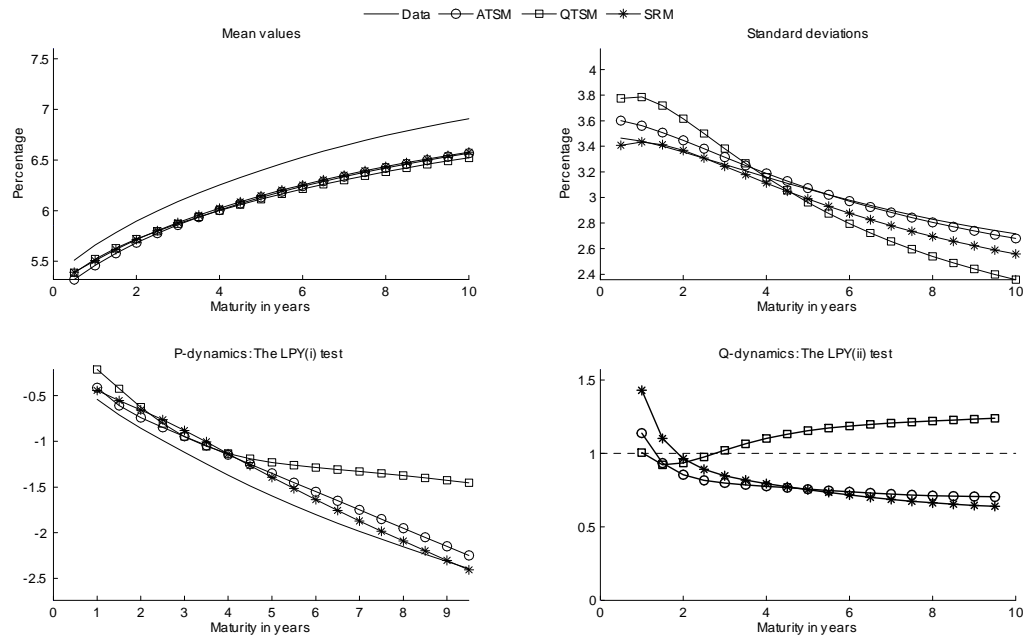 Data ATSM QTSM SRM
Mean values
7.5
7
6.5
6
5.5
Percentage
0 2 4 6 8 10
Maturity in years
Standard deviations
4
3.8
3.6
3.4
3.2
3
2.8
2.6
2.4
Percentage
0 2 4 6 8 10
Maturity in years
P-dynamics: The LPY(i) test
-0.5
-1
-1.5
-2
-2.5
0 1 2 3 4 5 6 7 8 9
Maturity in years
Q-dynamics: The LPY(ii) test
1.5
1
0.5
0
0 2 4 6 8 10
Maturity in years